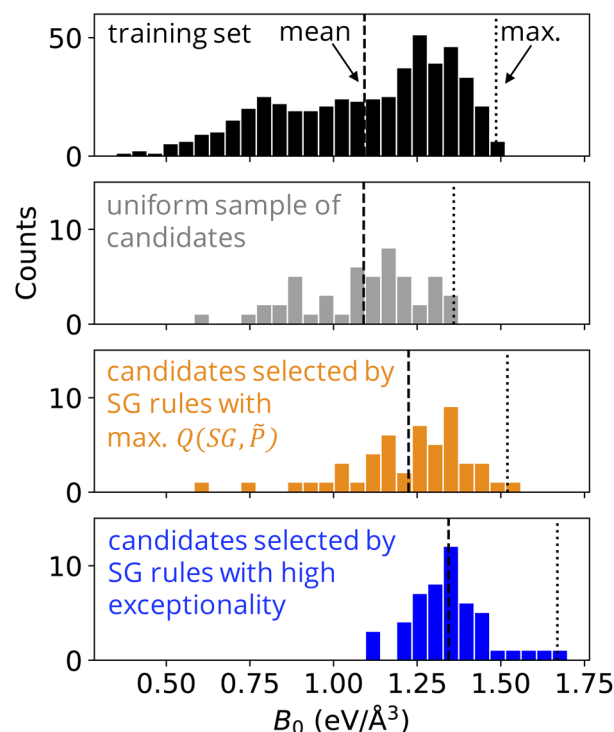 training set
mean
max.
50
0
uniform sample of
candidates
10
0
Counts
candidates selected by
SG rules with
max. Q(SG, P̃)
10
0
candidates selected by
SG rules with high
exceptionality
10
0
0.50 0.75 1.00 1.25 1.50 1.75
B₀ (eV/Å³)